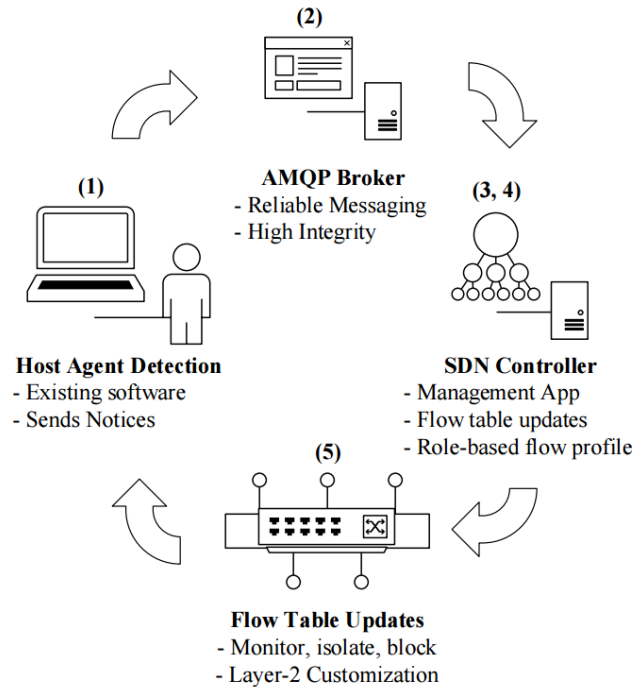 (2)
AMQP Broker
- Reliable Messaging
- High Integrity
(1)
Host Agent Detection
- Existing software
- Sends Notices
(3, 4)
SDN Controller
- Management App
- Flow table updates
- Role-based flow profile
(5)
Flow Table Updates
- Monitor, isolate, block
- Layer-2 Customization